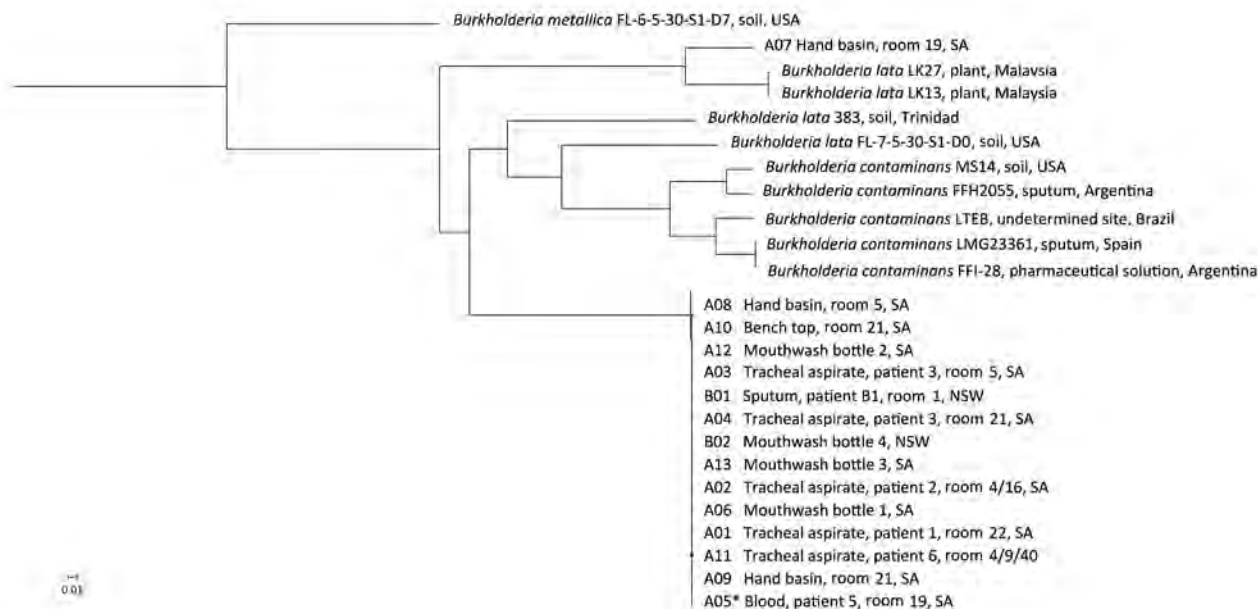 Burkholderia metallica FL-6-5-30-S1-D7, soil, USA
A07 Hand basin, room 19, SA
Burkholderia lata LK27, plant, Malaysia
Burkholderia lata LK13, plant, Malaysia
Burkholderia lata 383, soil, Trinidad
Burkholderia lata FL-7-5-30-S1-D0, soil, USA
Burkholderia contaminans MS14, soil, USA
Burkholderia contaminans FFH2055, sputum, Argentina
Burkholderia contaminans LTEB, undetermined site, Brazil
Burkholderia contaminans LMG23361, sputum, Spain
Burkholderia contaminans FFI-28, pharmaceutical solution, Argentina
A08 Hand basin, room 5, SA
A10 Bench top, room 21, SA
A12 Mouthwash bottle 2, SA
A03 Tracheal aspirate, patient 3, room 5, SA
B01 Sputum, patient B1, room 1, NSW
A04 Tracheal aspirate, patient 3, room 21, SA
B02 Mouthwash bottle 4, NSW
A13 Mouthwash bottle 3, SA
A02 Tracheal aspirate, patient 2, room 4/16, SA
A06 Mouthwash bottle 1, SA
A01 Tracheal aspirate, patient 1, room 22, SA
A11 Tracheal aspirate, patient 6, room 4/9/40
A09 Hand basin, room 21, SA
A05* Blood, patient 5, room 19, SA
0.01